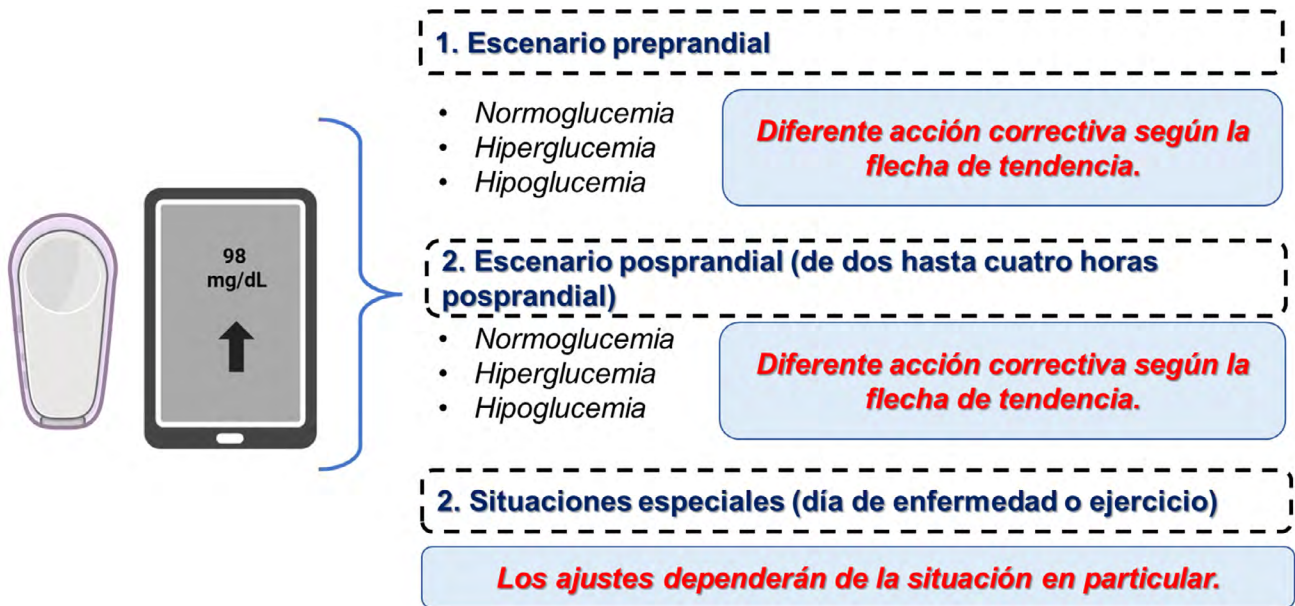 98
mg/dL
1. Escenario preprandial
• Normoglucemia
• Hiperglucemia
• Hipoglucemia
Diferente acción correctiva según la
flecha de tendencia.
2. Escenario posprandial (de dos hasta cuatro horas
posprandial)
• Normoglucemia
• Hiperglucemia
• Hipoglucemia
Diferente acción correctiva según la
flecha de tendencia.
2. Situaciones especiales (día de enfermedad o ejercicio)
Los ajustes dependerán de la situación en particular.